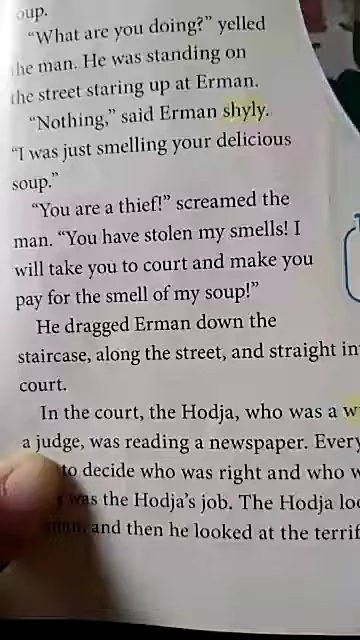 oup.
“What are you doing?” yelled
the man. He was standing on
the street staring up at Erman.
“Nothing,” said Erman shyly.
“I was just smelling your delicious
soup.”
“You are a thief!” screamed the
man. “You have stolen my smells! I
will take you to court and make you
pay for the smell of my soup!”
He dragged Erman down the
staircase, along the street, and straight in
court.
In the court, the Hodja, who was a w
a judge, was reading a newspaper. Every
to decide who was right and who w
was the Hodja’s job. The Hodja loo
and then he looked at the terrif